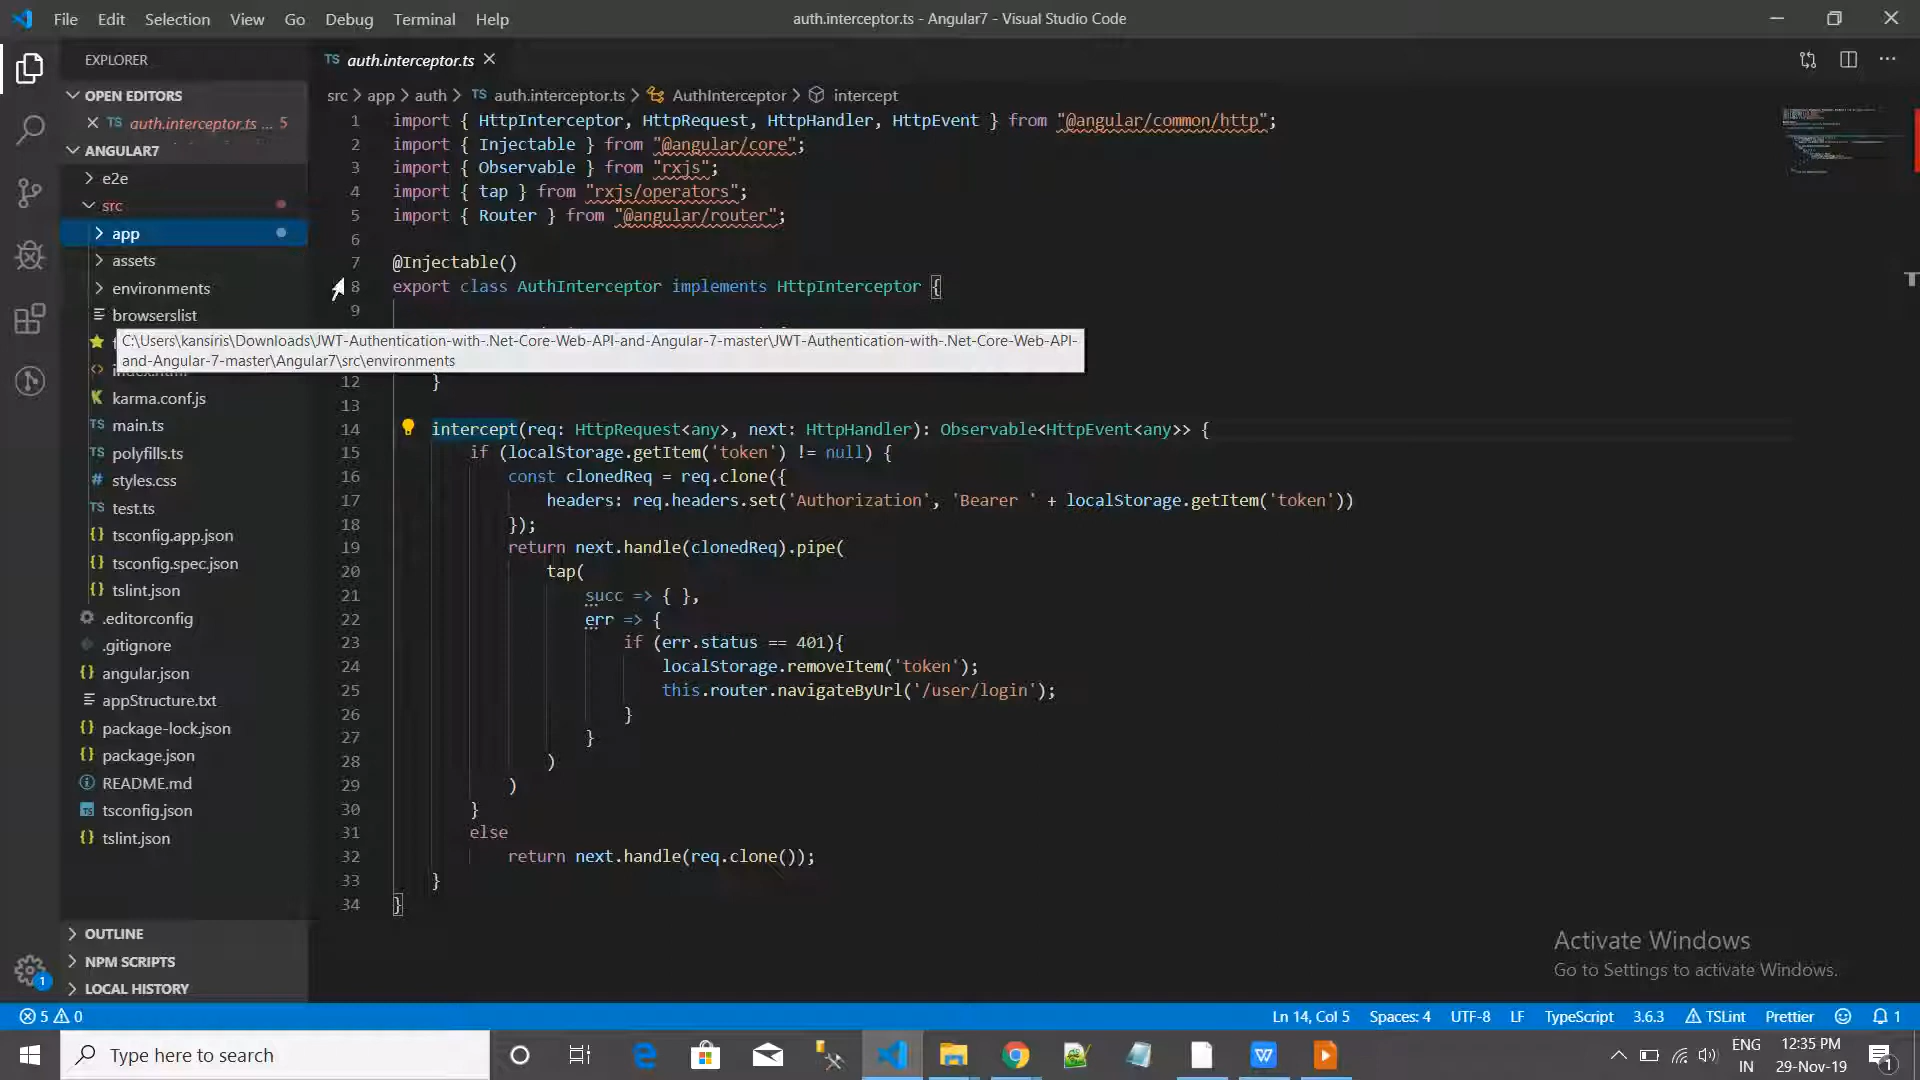 File Edit Selection View Go Debug Terminal Help
auth.interceptor.ts - Angular7 - Visual Studio Code
EXPLORER
OPEN EDITORS
TS auth.interceptor.ts ... 5
ANGULAR7
e2e
src
app
assets
environments
browserslist
karma.conf.js
TS main.ts
TS polyfills.ts
# styles.css
TS test.ts
{} tsconfig.app.json
{} tsconfig.spec.json
{} tslint.json
.editorconfig
.gitignore
{} angular.json
appStructure.txt
{} package-lock.json
{} package.json
README.md
TS tsconfig.json
{} tslint.json
OUTLINE
NPM SCRIPTS
LOCAL HISTORY
1
TS auth.interceptor.ts
src > app > auth > TS auth.interceptor.ts > AuthInterceptor > intercept
1 import { HttpInterceptor, HttpRequest, HttpHandler, HttpEvent } from "@angular/common/http";
2 import { Injectable } from "@angular/core";
3 import { Observable } from "rxjs";
4 import { tap } from "rxjs/operators";
5 import { Router } from "@angular/router";
6
7 @Injectable()
8 export class AuthInterceptor implements HttpInterceptor {
9
C:\Users\kansiris\Downloads\JWT-Authentication-with-.Net-Core-Web-API-and-Angular-7-master\JWT-Authentication-with-.Net-Core-Web-API-
and-Angular-7-master\Angular7\src\environments
12 }
13
14 intercept(req: HttpRequest<any>, next: HttpHandler): Observable<HttpEvent<any>> {
15 if (localStorage.getItem('token') != null) {
16 const clonedReq = req.clone({
17 headers: req.headers.set('Authorization', 'Bearer ' + localStorage.getItem('token'))
18 });
19 return next.handle(clonedReq).pipe(
20 tap(
21 succ => { },
22 err => {
23 if (err.status == 401){
24 localStorage.removeItem('token');
25 this.router.navigateByUrl('/user/login');
26 }
27 }
28 )
29 )
30 }
31 else
32 return next.handle(req.clone());
33 }
34 }
Activate Windows
Go to Settings to activate Windows.
5 0
Ln 14, Col 5 Spaces: 4 UTF-8 LF TypeScript 3.6.3 TSLint Prettier 1
Type here to search
ENG
IN
12:35 PM
29-Nov-19
1